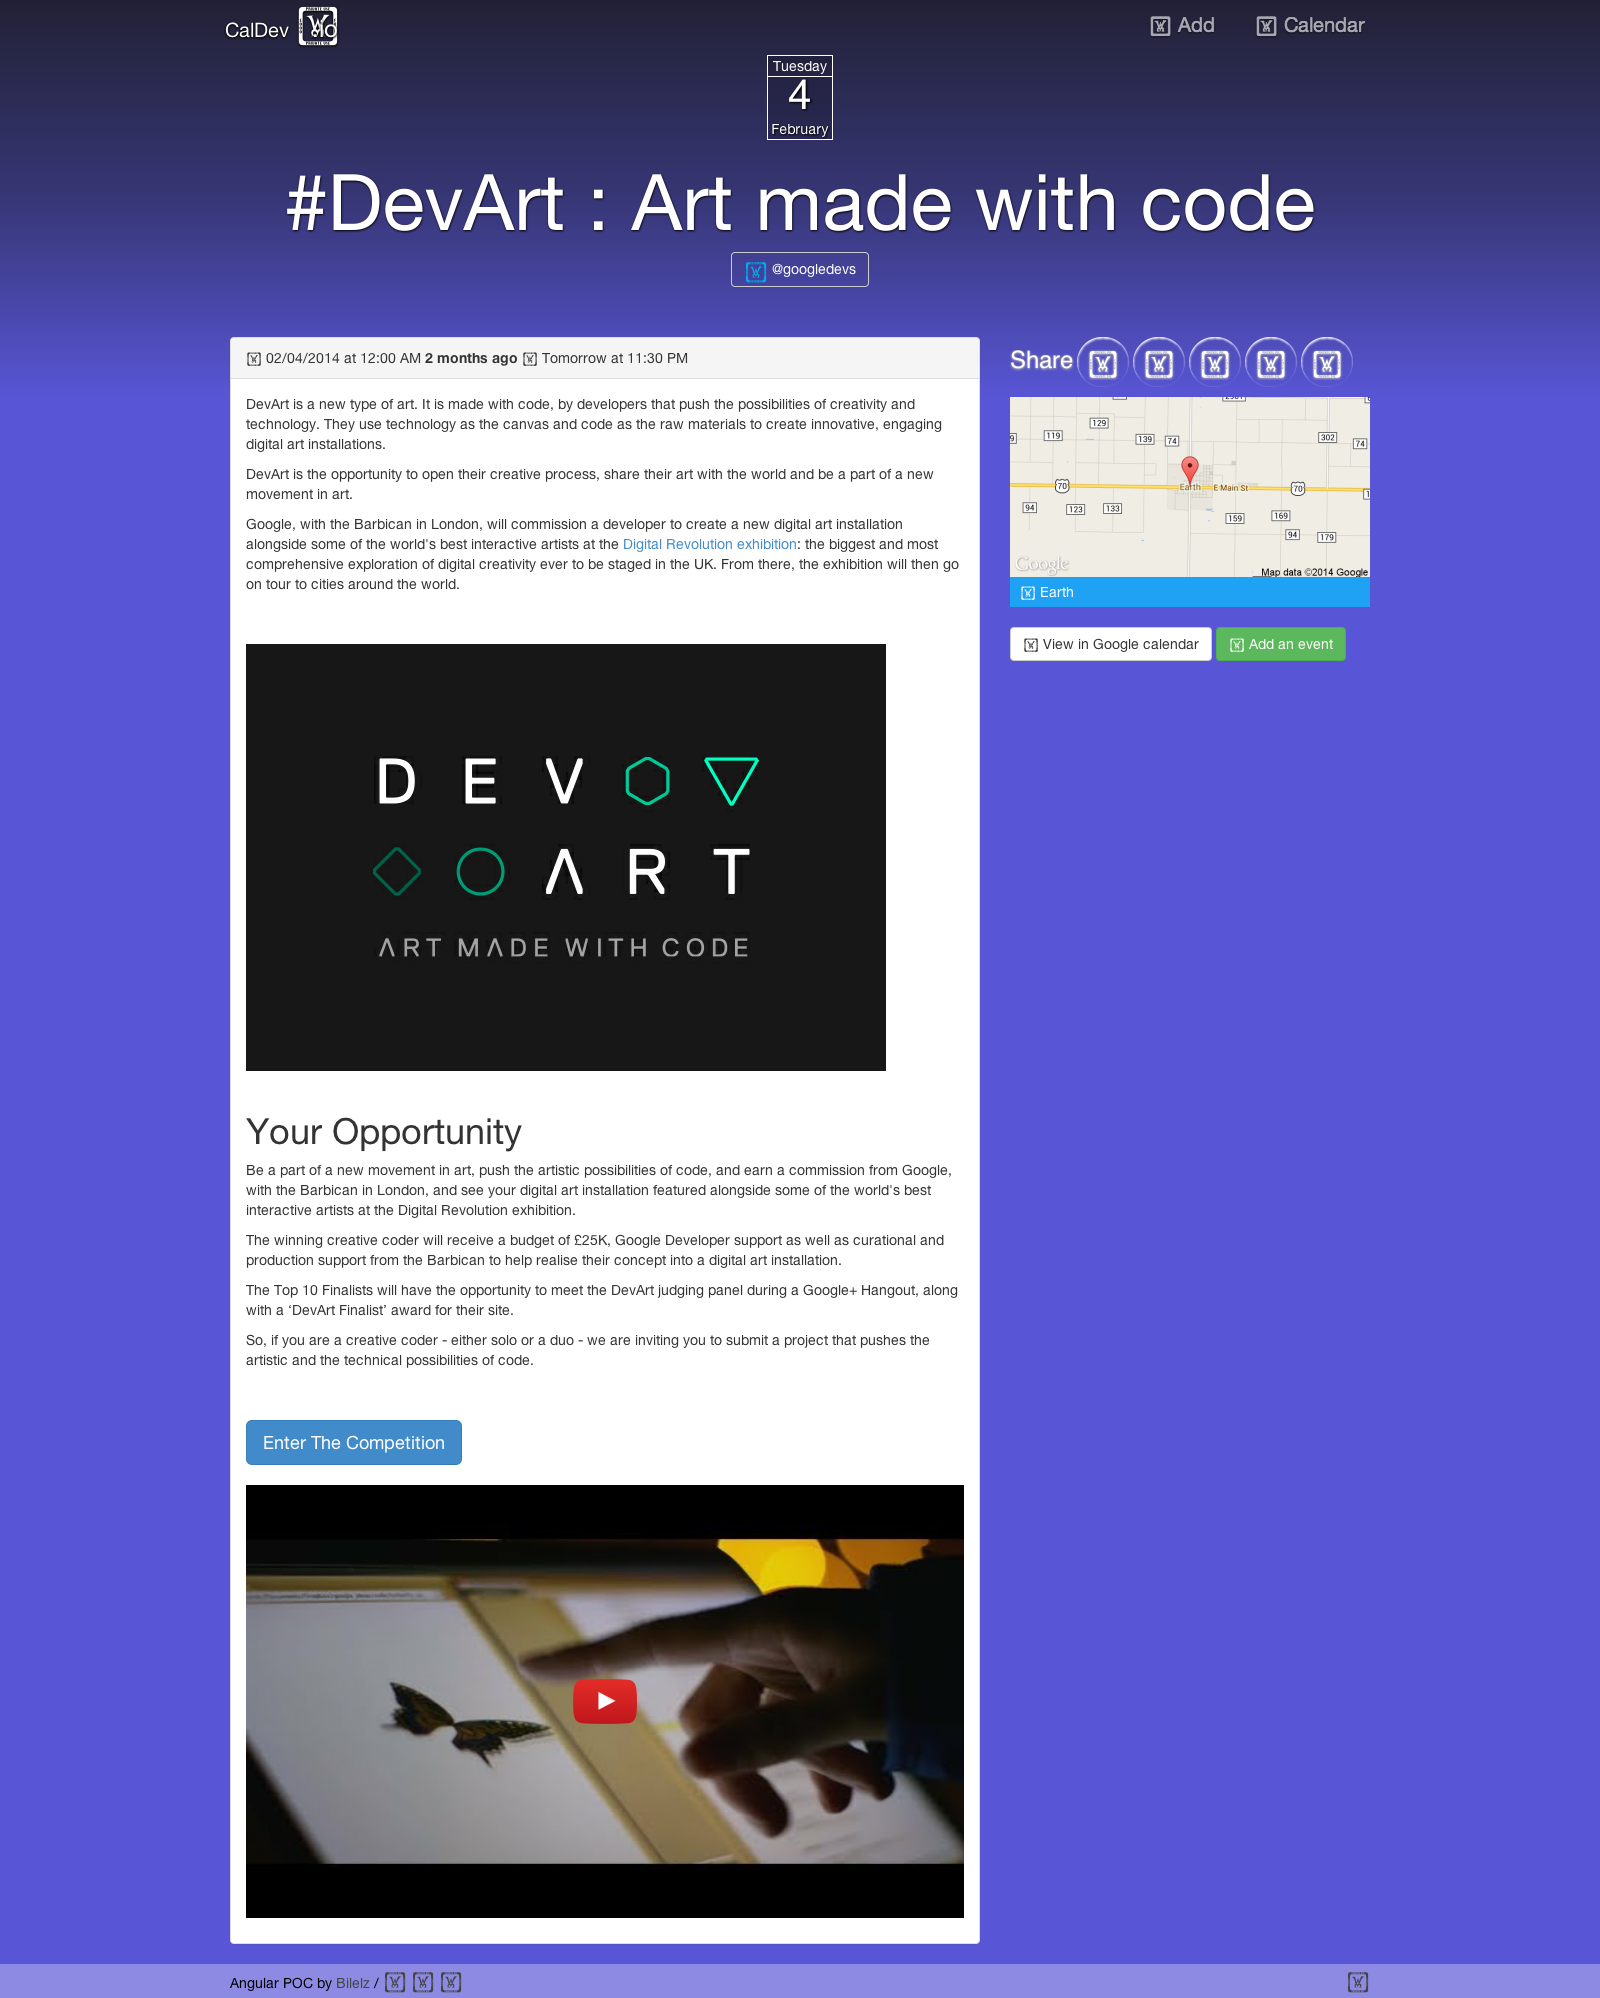 CalDev
Add
Calendar
Tuesday
4
February
#DevArt : Art made with code
@googledevs
02/04/2014 at 12:00 AM 2 months ago Tomorrow at 11:30 PM
DevArt is a new type of art. It is made with code, by developers that push the possibilities of creativity and
technology. They use technology as the canvas and code as the raw materials to create innovative, engaging
digital art installations.
DevArt is the opportunity to open their creative process, share their art with the world and be a part of a new
movement in art.
Google, with the Barbican in London, will commission a developer to create a new digital art installation
alongside some of the world's best interactive artists at the Digital Revolution exhibition: the biggest and most
comprehensive exploration of digital creativity ever to be staged in the UK. From there, the exhibition will then go
on tour to cities around the world.
DEV
ART
ART MADE WITH CODE
Your Opportunity
Be a part of a new movement in art, push the artistic possibilities of code, and earn a commission from Google,
with the Barbican in London, and see your digital art installation featured alongside some of the world's best
interactive artists at the Digital Revolution exhibition.
The winning creative coder will receive a budget of £25K, Google Developer support as well as curational and
production support from the Barbican to help realise their concept into a digital art installation.
The Top 10 Finalists will have the opportunity to meet the DevArt judging panel during a Google+ Hangout, along
with a ‘DevArt Finalist’ award for their site.
So, if you are a creative coder - either solo or a duo - we are inviting you to submit a project that pushes the
artistic and the technical possibilities of code.
Enter The Competition
Share
129
119
139
74
302
74
70
Earth
E Main St
70
94
123
133
159
169
94
179
Google
Map data ©2014 Google
Earth
View in Google calendar
Add an event
Angular POC by Bilelz /